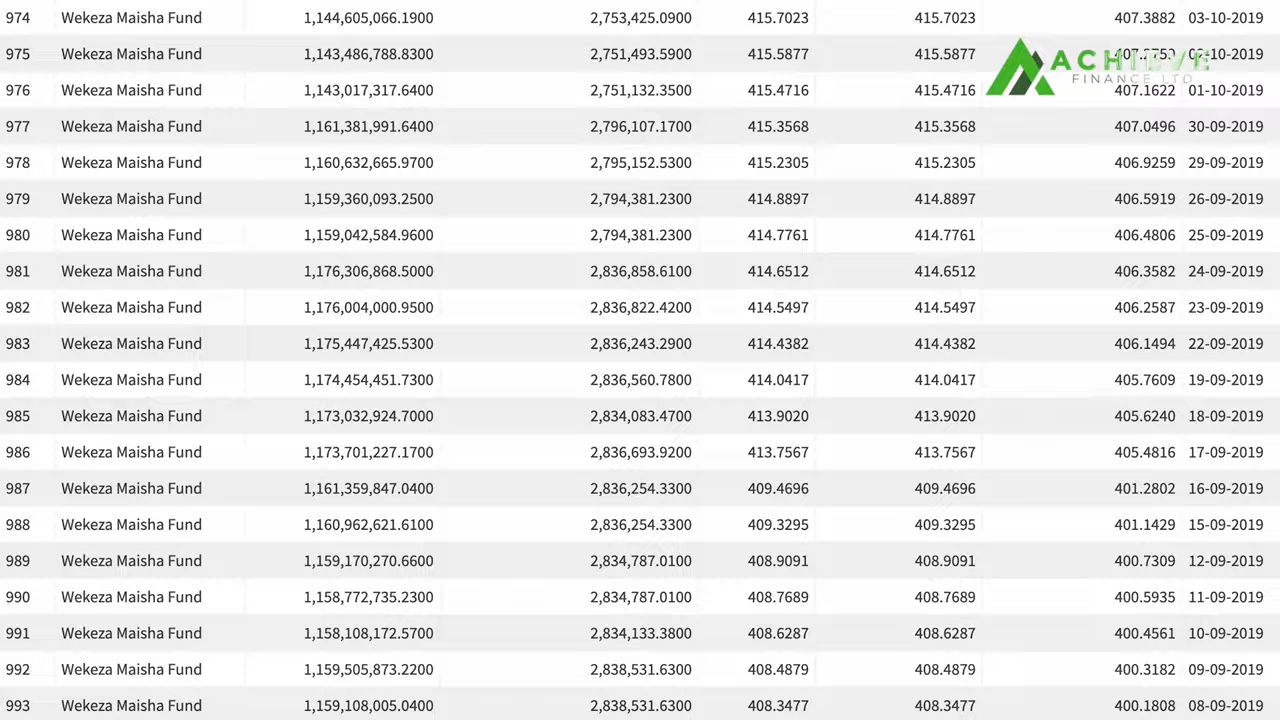 974 Wekeza Maisha Fund 1,144,605,066.1900 2,753,425.0900 415.7023 415.7023 407.3882 03-10-2019
975 Wekeza Maisha Fund 1,143,486,788.8300 2,751,493.5900 415.5877 415.5877
ACHIEVE
FINANCE LTD
976 Wekeza Maisha Fund 1,143,017,317.6400 2,751,132.3500 415.4716 415.4716 407.1622 01-10-2019
977 Wekeza Maisha Fund 1,161,381,991.6400 2,796,107.1700 415.3568 415.3568 407.0496 30-09-2019
978 Wekeza Maisha Fund 1,160,632,665.9700 2,795,152.5300 415.2305 415.2305 406.9259 29-09-2019
979 Wekeza Maisha Fund 1,159,360,093.2500 2,794,381.2300 414.8897 414.8897 406.5919 26-09-2019
980 Wekeza Maisha Fund 1,159,042,584.9600 2,794,381.2300 414.7761 414.7761 406.4806 25-09-2019
981 Wekeza Maisha Fund 1,176,306,868.5000 2,836,858.6100 414.6512 414.6512 406.3582 24-09-2019
982 Wekeza Maisha Fund 1,176,004,000.9500 2,836,822.4200 414.5497 414.5497 406.2587 23-09-2019
983 Wekeza Maisha Fund 1,175,447,425.5300 2,836,243.2900 414.4382 414.4382 406.1494 22-09-2019
984 Wekeza Maisha Fund 1,174,454,451.7300 2,836,560.7800 414.0417 414.0417 405.7609 19-09-2019
985 Wekeza Maisha Fund 1,173,032,924.7000 2,834,083.4700 413.9020 413.9020 405.6240 18-09-2019
986 Wekeza Maisha Fund 1,173,701,227.1700 2,836,693.9200 413.7567 413.7567 405.4816 17-09-2019
987 Wekeza Maisha Fund 1,161,359,847.0400 2,836,254.3300 409.4696 409.4696 401.2802 16-09-2019
988 Wekeza Maisha Fund 1,160,962,621.6100 2,836,254.3300 409.3295 409.3295 401.1429 15-09-2019
989 Wekeza Maisha Fund 1,159,170,270.6600 2,834,787.0100 408.9091 408.9091 400.7309 12-09-2019
990 Wekeza Maisha Fund 1,158,772,735.2300 2,834,787.0100 408.7689 408.7689 400.5935 11-09-2019
991 Wekeza Maisha Fund 1,158,108,172.5700 2,834,133.3800 408.6287 408.6287 400.4561 10-09-2019
992 Wekeza Maisha Fund 1,159,505,873.2200 2,838,531.6300 408.4879 408.4879 400.3182 09-09-2019
993 Wekeza Maisha Fund 1,159,108,005.0400 2,838,531.6300 408.3477 408.3477 400.1808 08-09-2019